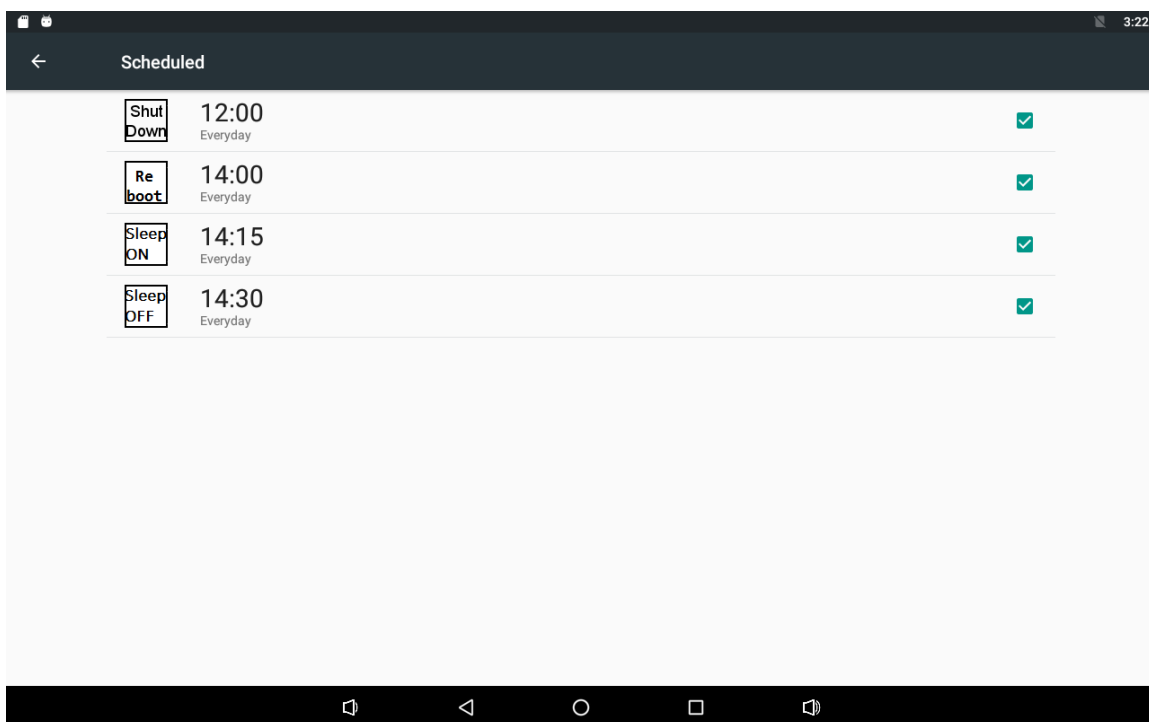 3:22
Scheduled
Shut
Down
12:00
Everyday
Re
boot
14:00
Everyday
Sleep
ON
14:15
Everyday
Sleep
OFF
14:30
Everyday